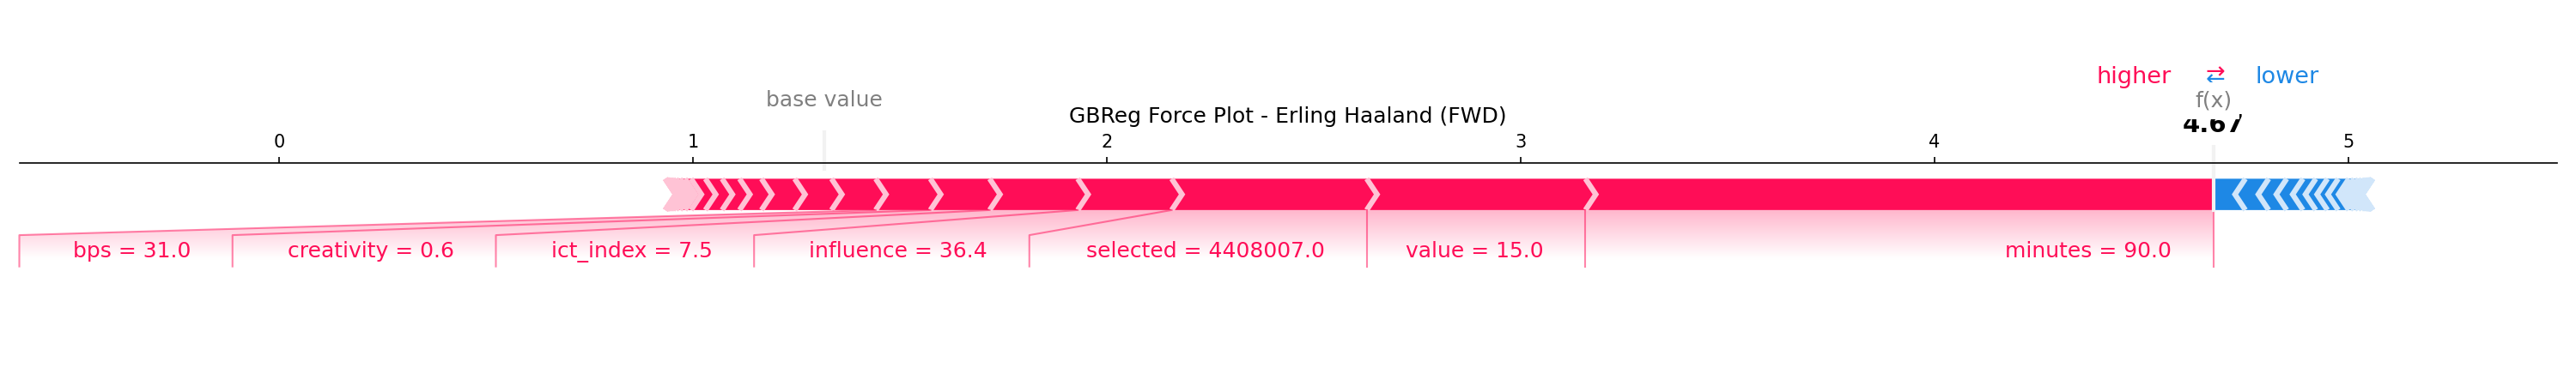 higher ⇄ lower
base value
f(x)
GBReg Force Plot - Erling Haaland (FWD)
4.67
0 1 2 3 4 5
bps = 31.0 creativity = 0.6 ict_index = 7.5 influence = 36.4 selected = 4408007.0 value = 15.0 minutes = 90.0